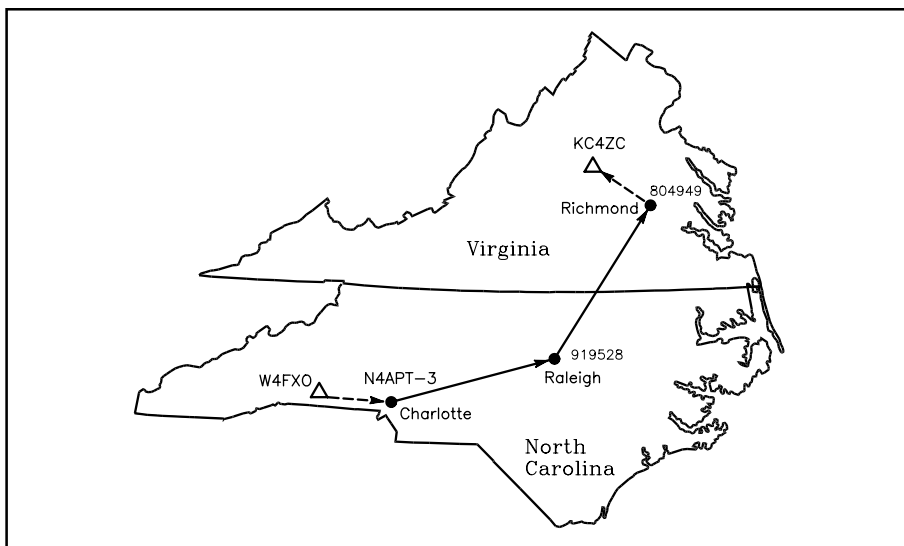 KC4ZC
804949
Richmond
Virginia
919528
Raleigh
W4FXO
N4APT-3
Charlotte
North
Carolina